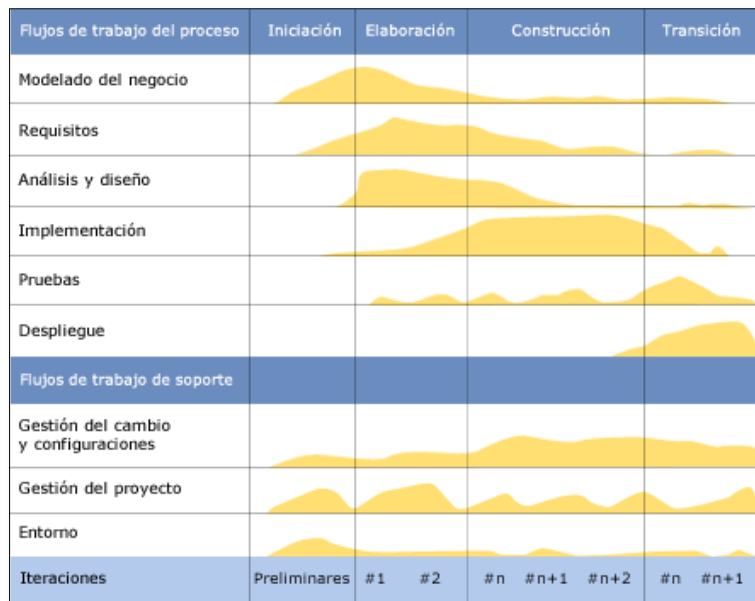 Flujos de trabajo del proceso Iniciación Elaboración Construcción Transición
Modelado del negocio
Requisitos
Análisis y diseño
Implementación
Pruebas
Despliegue
Flujos de trabajo de soporte
Gestión del cambio
y configuraciones
Gestión del proyecto
Entorno
Iteraciones Preliminares #1 #2 #n #n+1 #n+2 #n #n+1